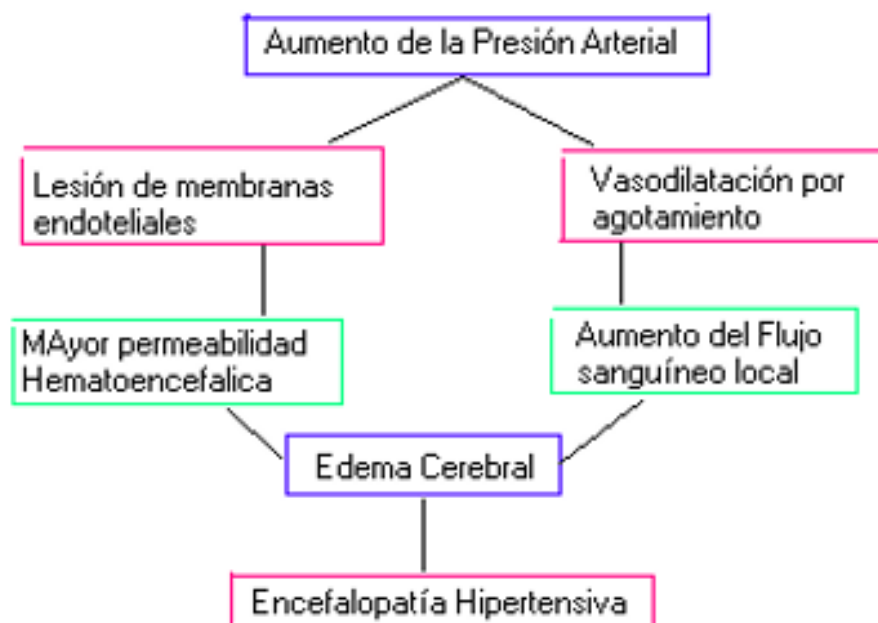 Aumento de la Presión Arterial
Lesión de membranas
endoteliales
Vasodilatación por
agotamiento
MAyor permeabilidad
Hematoencefalica
Aumento del Flujo
sanguíneo local
Edema Cerebral
Encefalopatía Hipertensiva